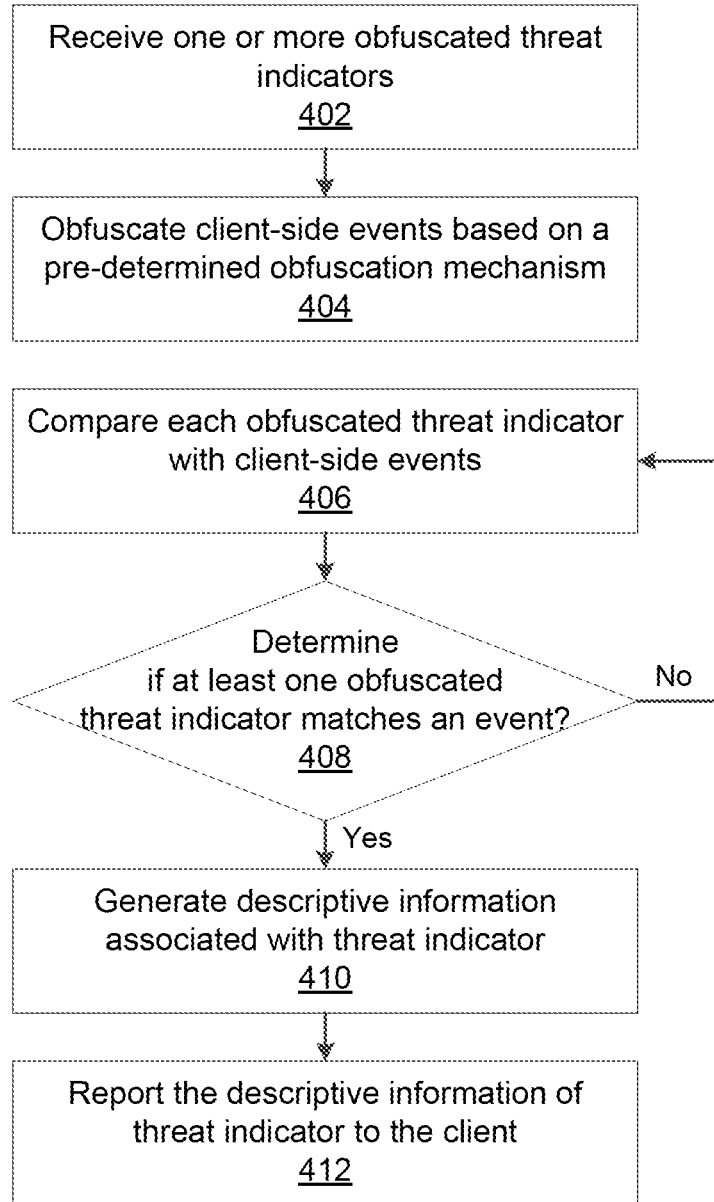 Receive one or more obfuscated threat
indicators
402
Obfuscate client-side events based on a
pre-determined obfuscation mechanism
404
Compare each obfuscated threat indicator
with client-side events
406
Determine
if at least one obfuscated
threat indicator matches an event?
408
No
Yes
Generate descriptive information
associated with threat indicator
410
Report the descriptive information of
threat indicator to the client
412